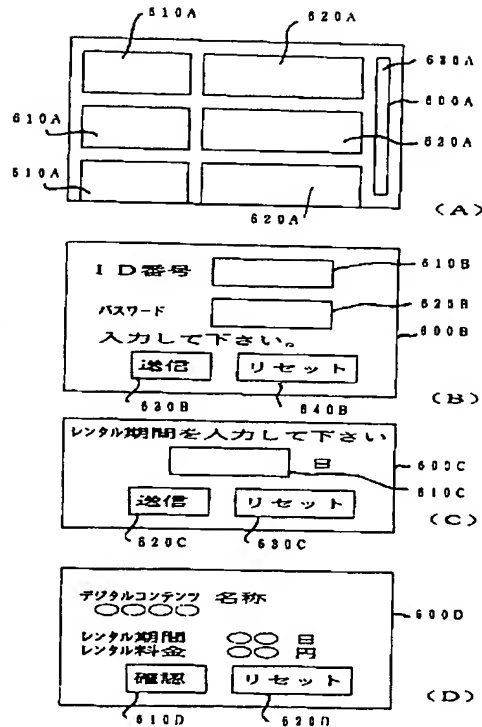 610A
620A
630A
600A
610A
620A
610A
620A
(A)
ID番号
610B
パスワード
600B
入力して下さい。
送信 リセット
630B 640B
(B)
レンタル期間を入力して下さい
日
600C
610C
送信 リセット
(C)
620C 630C
デジタルコンテンツ 名称
○○○○
600D
レンタル期間 ○○ 日
レンタル料金 ○○ 円
確認 リセット
(D)
610D 620D